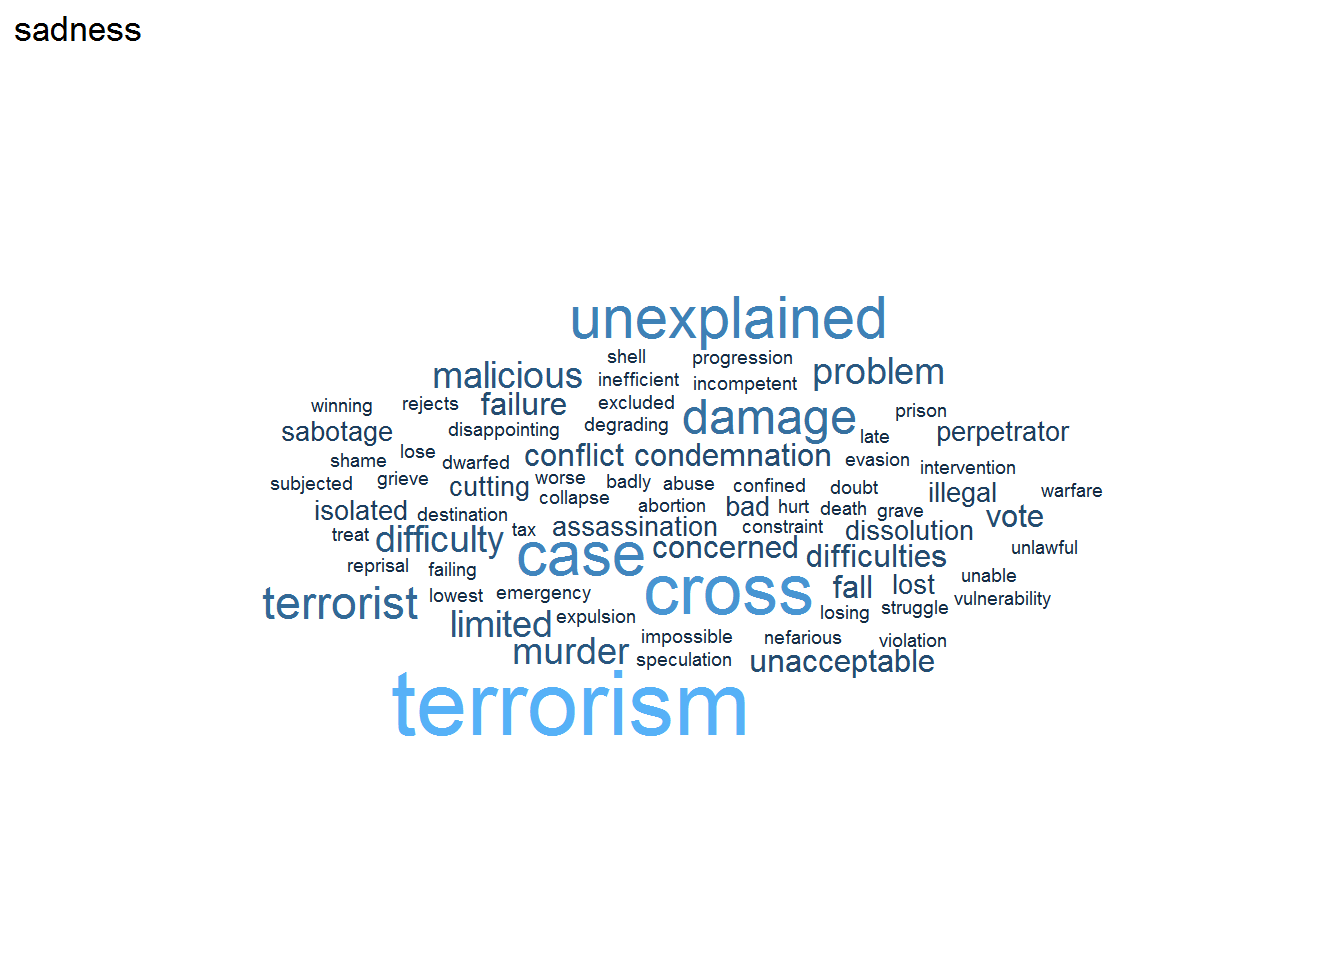 sadness
unexplained
shell progression
malicious inefficient incompetent problem
winning rejects failure excluded damage prison
sabotage disappointing degrading late perpetrator
shame lose dwarfed conflict condemnation evasion intervention
subjected grieve cutting worse badly abuse confined doubt illegal warfare
isolated destination collapse abortion bad hurt death grave vote
treat difficulty tax assassination constraint dissolution unlawful
reprisal failing case concerned difficulties unable
terrorist lowest emergency cross fall lost vulnerability
limited expulsion losing struggle
murder impossible nefarious violation
speculation unacceptable
terrorism